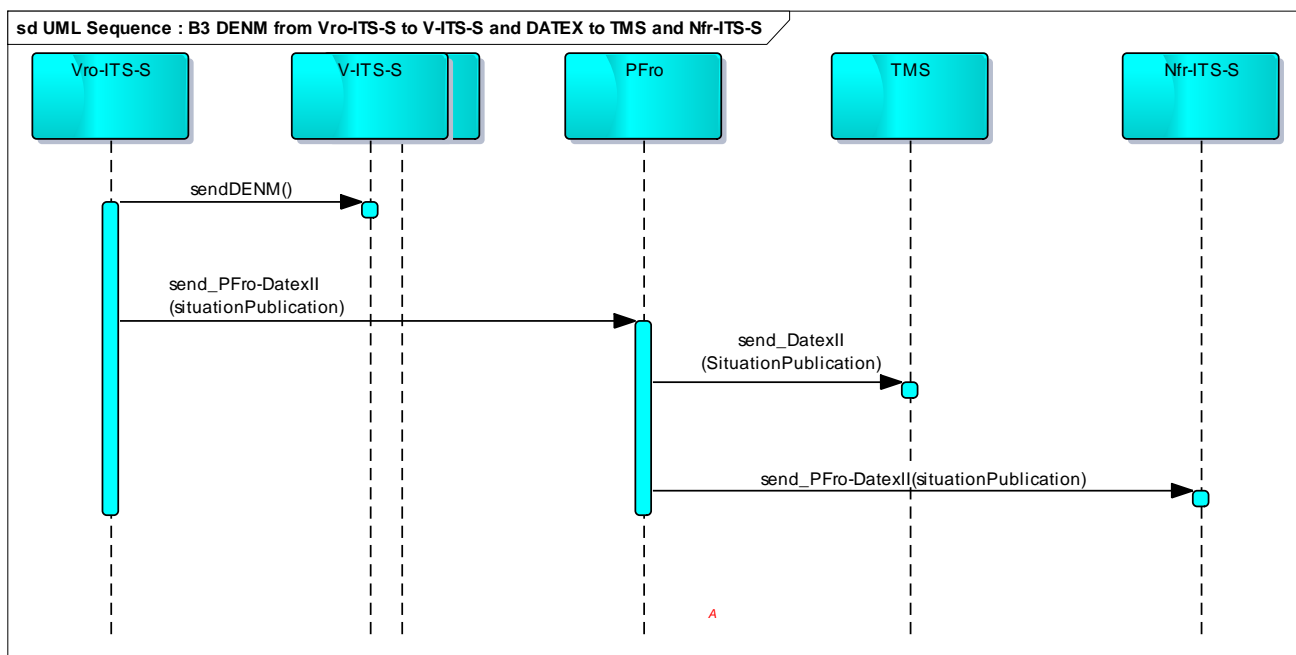 sd UML Sequence : B3 DENM from Vro-ITS-S to V-ITS-S and DATEX to TMS and Nfr-ITS-S
Vro-ITS-S
V-ITS-S
PFro
TMS
Nfr-ITS-S
sendDENM()
send_PFro-DatexII
(situationPublication)
send_DatexII
(SituationPublication)
send_PFro-DatexII(situationPublication)
A